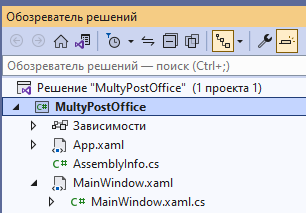 Обозреватель решений
Обозреватель решений — поиск (Ctrl+;)
Решение "MultyPostOffice" (1 проекта 1)
MultyPostOffice
Зависимости
App.xaml
AssemblyInfo.cs
MainWindow.xaml
MainWindow.xaml.cs